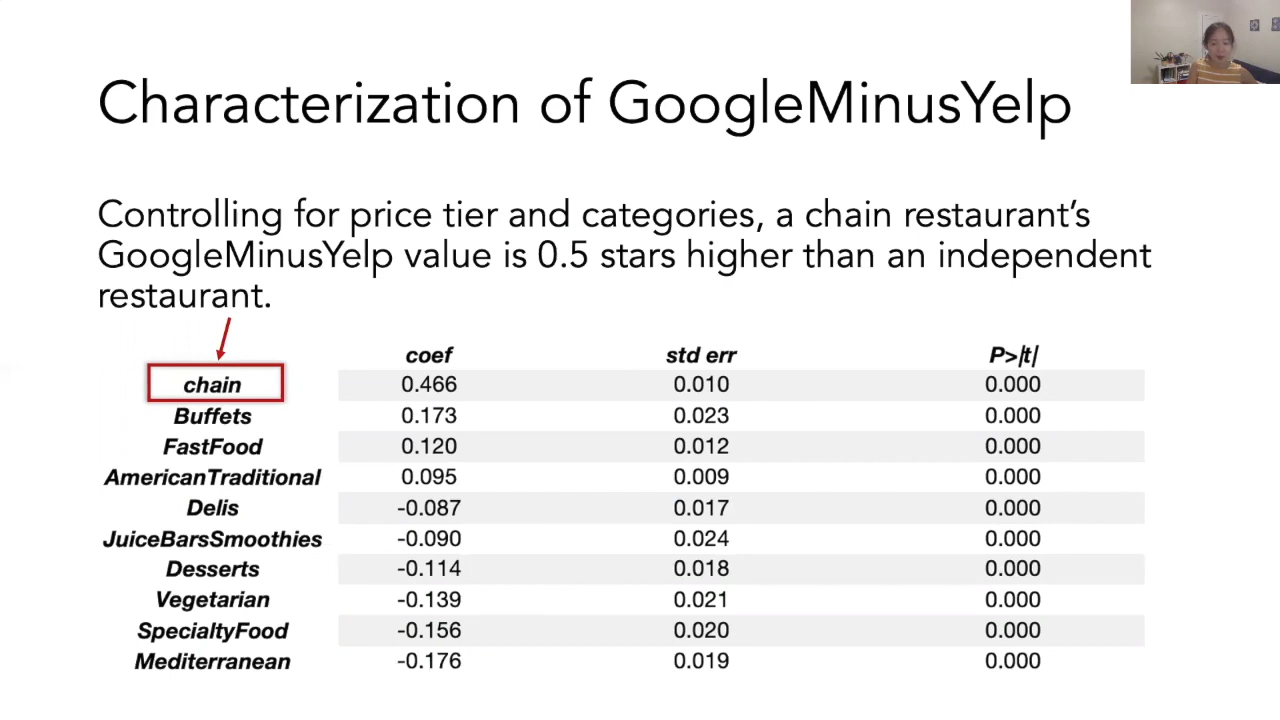 Characterization of GoogleMinusYelp
Controlling for price tier and categories, a chain restaurant’s
GoogleMinusYelp value is 0.5 stars higher than an independent
restaurant.
coef std err P>|t|
chain 0.466 0.010 0.000
Buffets 0.173 0.023 0.000
FastFood 0.120 0.012 0.000
AmericanTraditional 0.095 0.009 0.000
Delis -0.087 0.017 0.000
JuiceBarsSmoothies -0.090 0.024 0.000
Desserts -0.114 0.018 0.000
Vegetarian -0.139 0.021 0.000
SpecialtyFood -0.156 0.020 0.000
Mediterranean -0.176 0.019 0.000